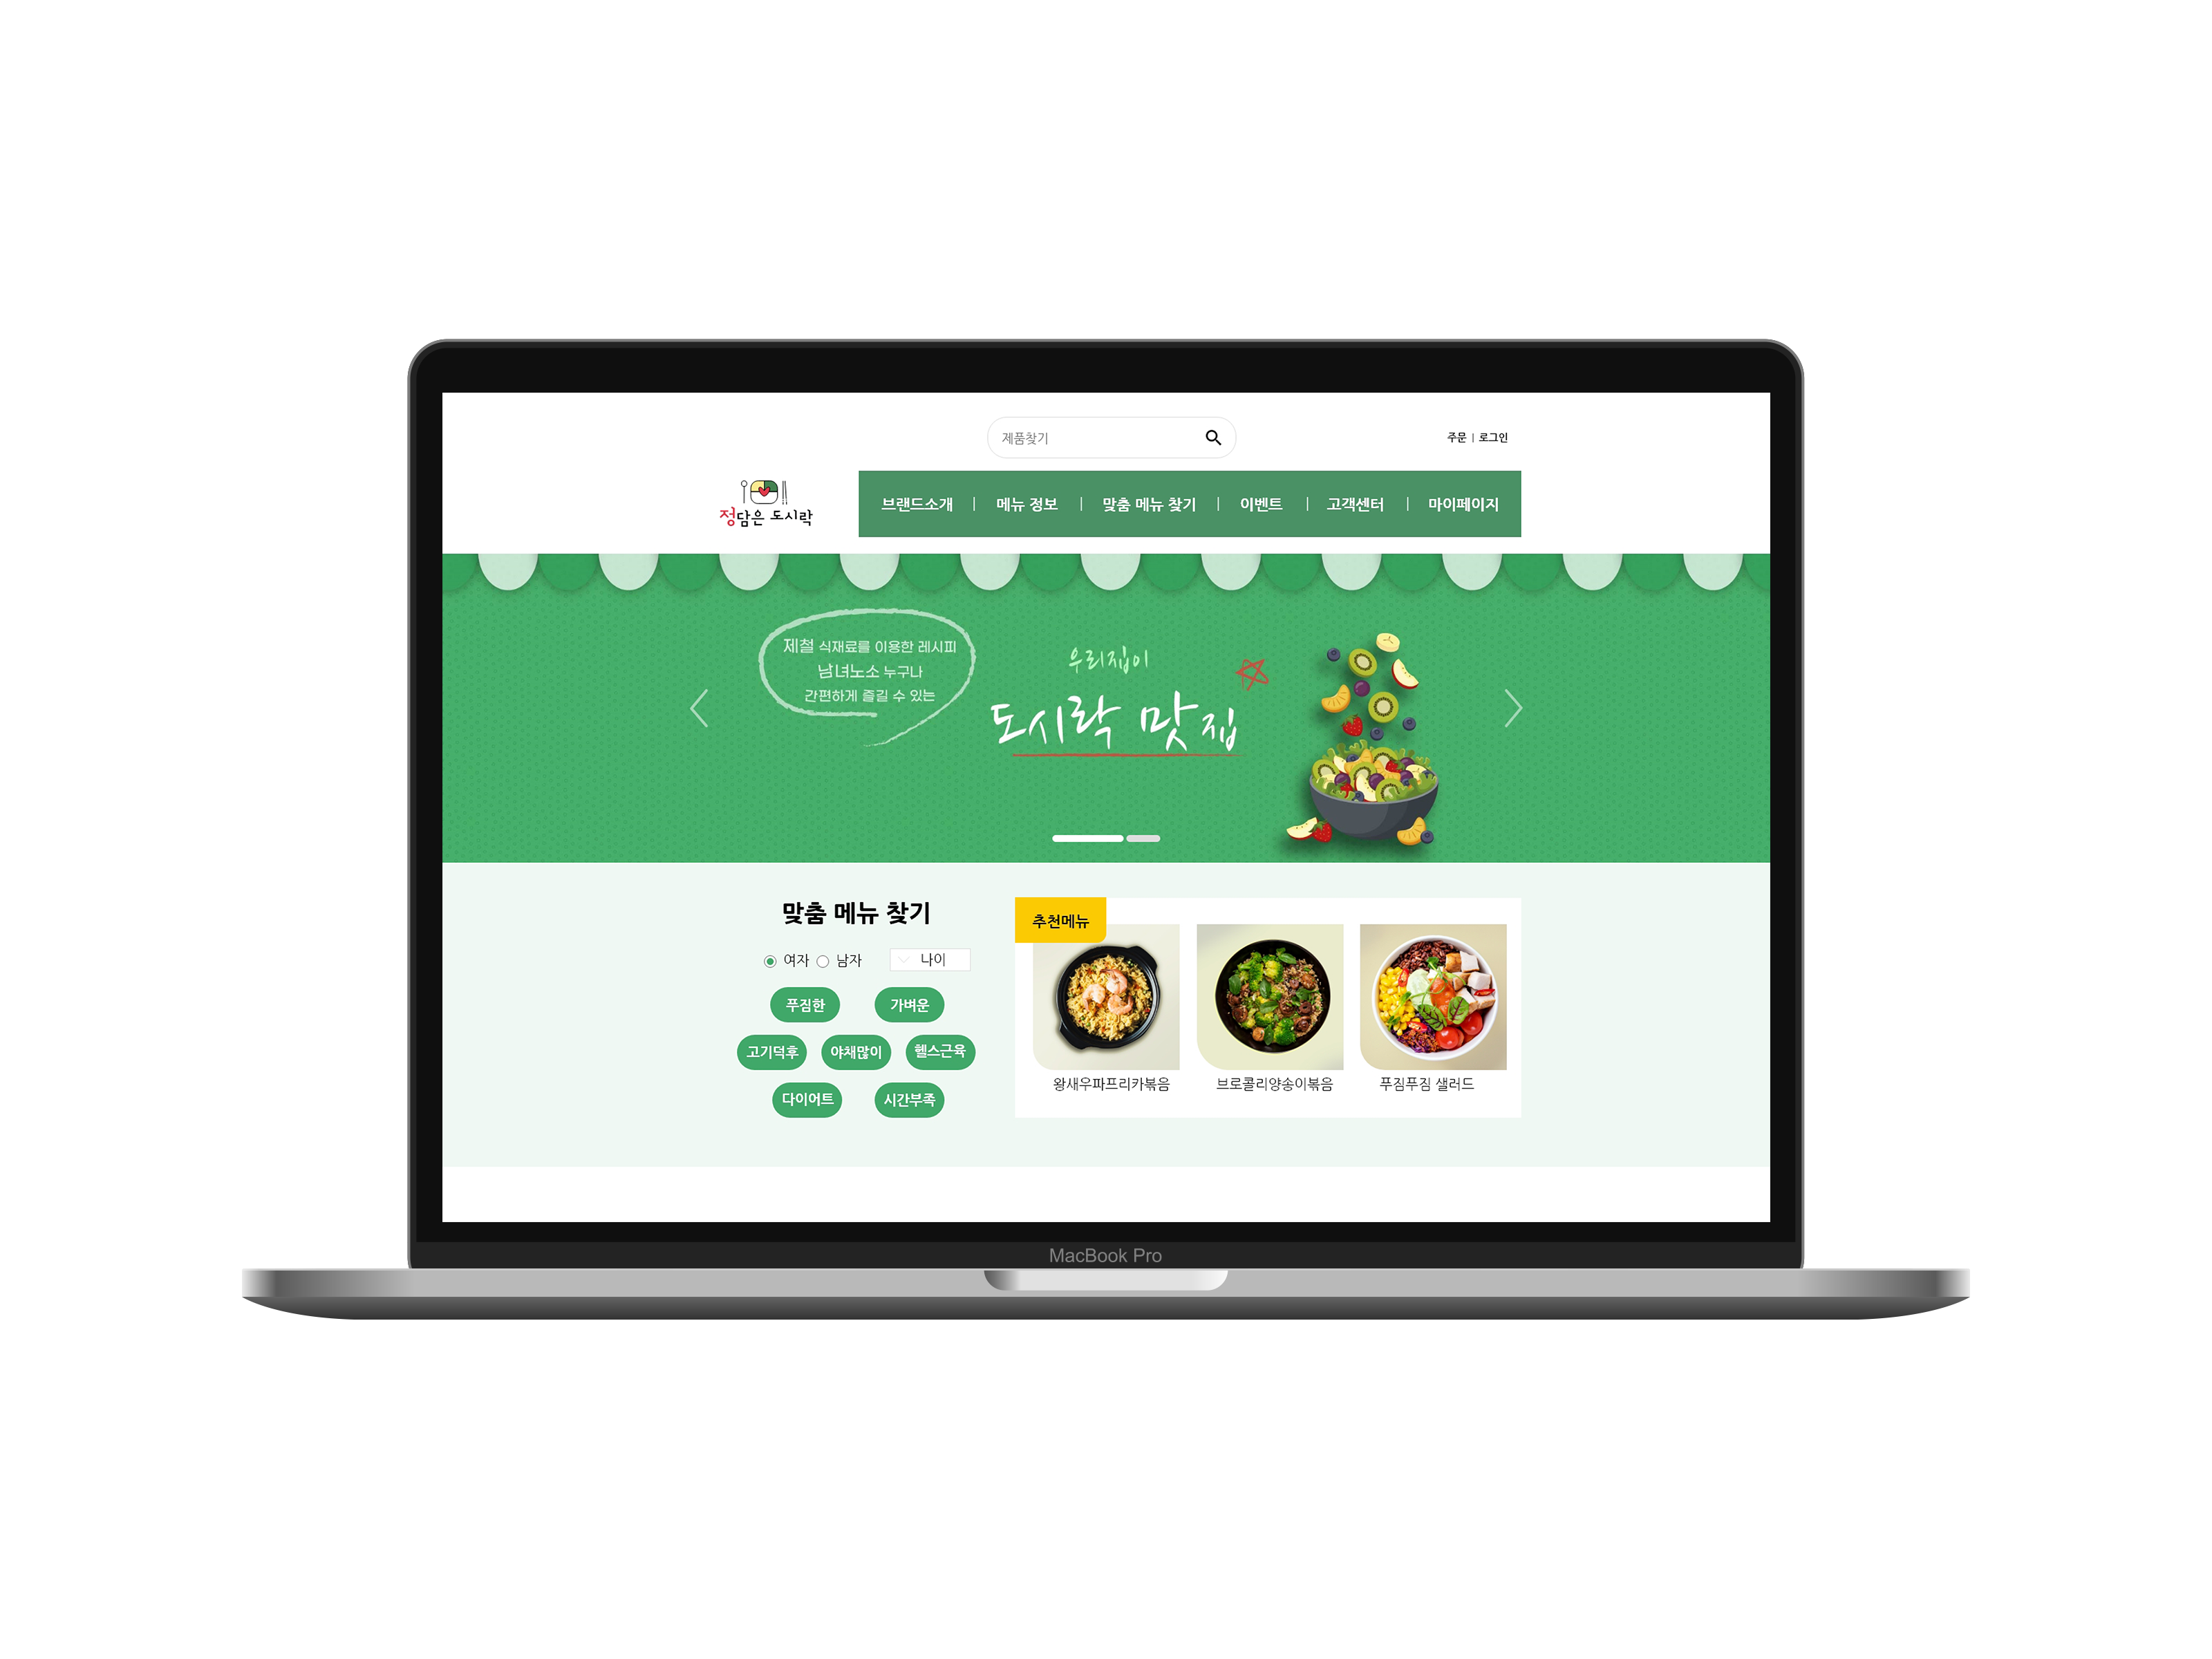 제품찾기
주문 | 로그인
정담은 도시락
브랜드소개 | 메뉴 정보 | 맞춤 메뉴 찾기 | 이벤트 | 고객센터 | 마이페이지
제철 식재료를 이용한 레시피
남녀노소 누구나
간편하게 즐길 수 있는
우리집이
도시락 맛집
맞춤 메뉴 찾기
여자 남자 나이
푸짐한 가벼운
고기덕후 야채많이 헬스근육
다이어트 시간부족
추천메뉴
왕새우파프리카볶음 브로콜리양송이볶음 푸짐푸짐 샐러드
MacBook Pro